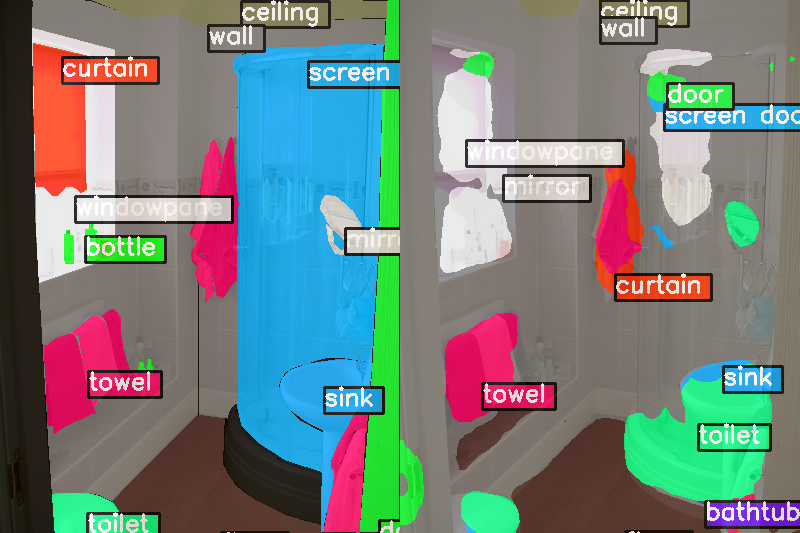 ceiling
wall
curtain
screen
windowpane
bottle
mirr
towel
sink
toilet
ceiling
wall
door
screen doo
windowpane
mirror
curtain
towel
sink
toilet
bathtub